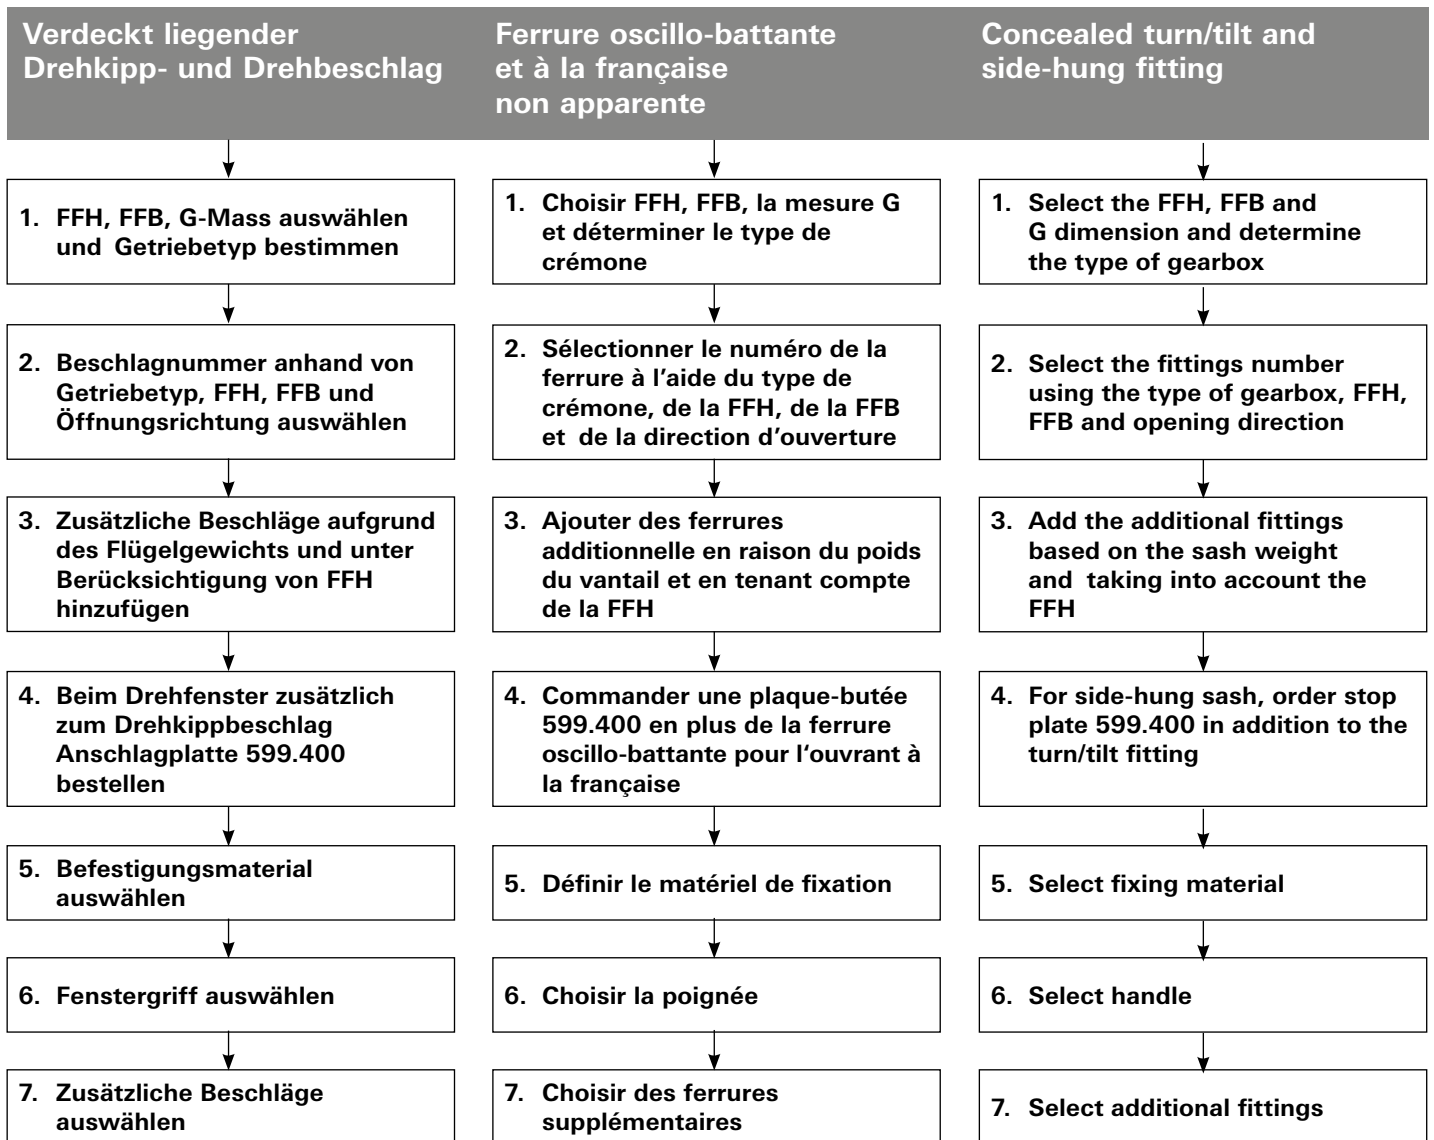 Verdeckt liegender
Drehkipp- und Drehbeschlag
1. FFH, FFB, G-Mass auswählen
und Getriebetyp bestimmen
2. Beschlagnummer anhand von
Getriebetyp, FFH, FFB und
Öffnungsrichtung auswählen
3. Zusätzliche Beschläge aufgrund
des Flügelgewichts und unter
Berücksichtigung von FFH
hinzufügen
4. Beim Drehfenster zusätzlich
zum Drehkippbeschlag
Anschlagplatte 599.400
bestellen
5. Befestigungsmaterial
auswählen
6. Fenstergriff auswählen
7. Zusätzliche Beschläge
auswählen
Ferrure oscillo-battante
et à la française
non apparente
1. Choisir FFH, FFB, la mesure G
et déterminer le type de
crémone
2. Sélectionner le numéro de la
ferrure à l’aide du type de
crémone, de la FFH, de la FFB
et de la direction d’ouverture
3. Ajouter des ferrures
additionnelle en raison du poids
du vantail et en tenant compte
de la FFH
4. Commander une plaque-butée
599.400 en plus de la ferrure
oscillo-battante pour l‘ouvrant à
la française
5. Définir le matériel de fixation
6. Choisir la poignée
7. Choisir des ferrures
supplémentaires
Concealed turn/tilt and
side-hung fitting
1. Select the FFH, FFB and
G dimension and determine
the type of gearbox
2. Select the fittings number
using the type of gearbox, FFH,
FFB and opening direction
3. Add the additional fittings
based on the sash weight
and taking into account the
FFH
4. For side-hung sash, order stop
plate 599.400 in addition to the
turn/tilt fitting
5. Select fixing material
6. Select handle
7. Select additional fittings